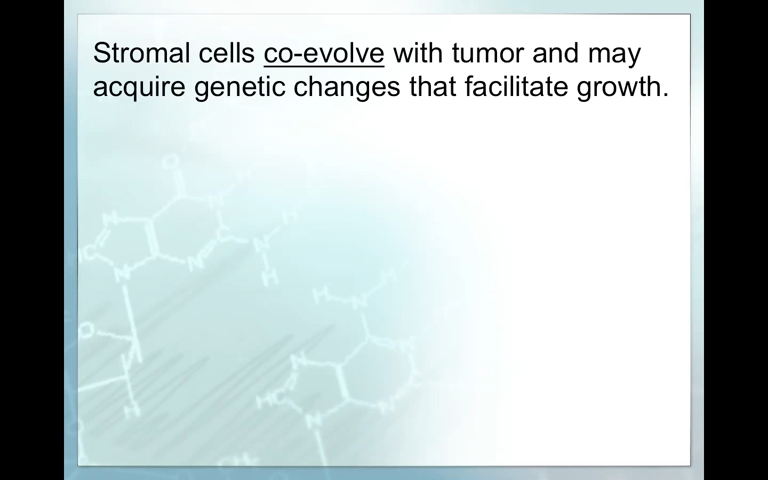 Stromal cells co-evolve with tumor and may
acquire genetic changes that facilitate growth.